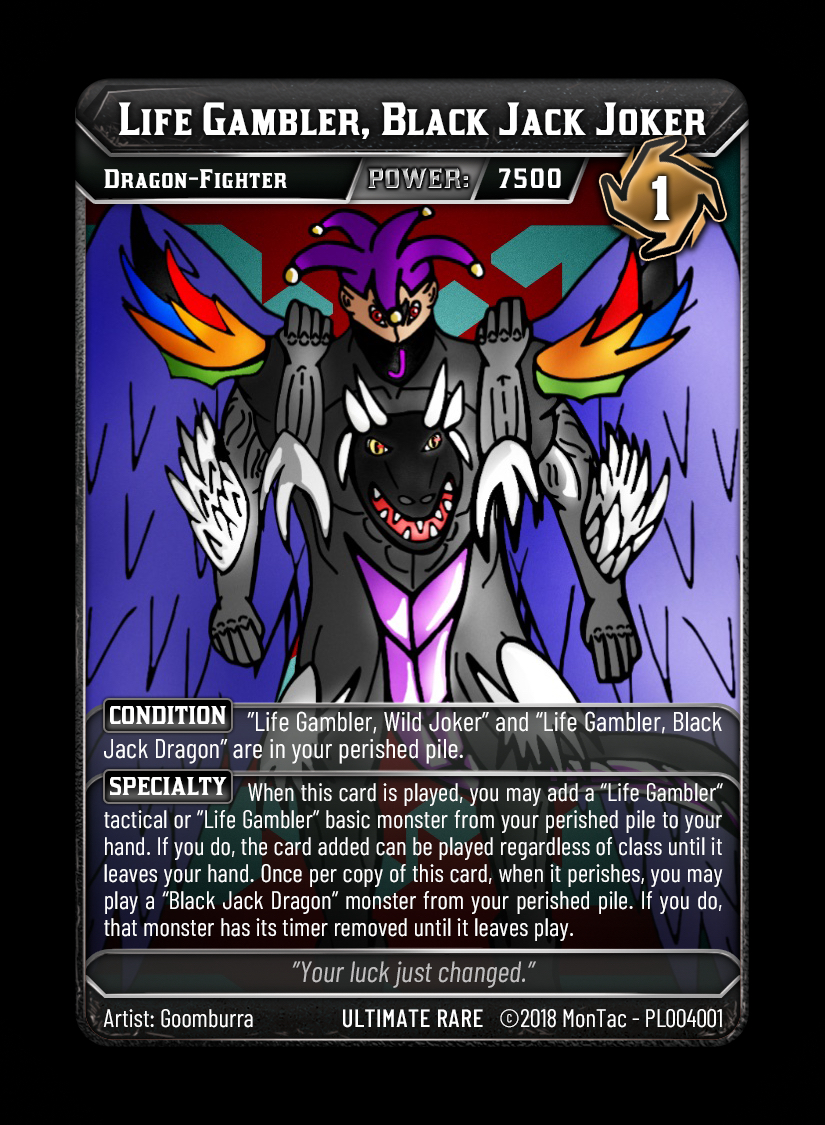 Life Gambler, Black Jack Joker
Dragon-Fighter POWER: 7500
1
J
CONDITION "Life Gambler, Wild Joker" and "Life Gambler, Black
Jack Dragon" are in your perished pile.
SPECIALTY When this card is played, you may add a "Life Gambler"
tactical or "Life Gambler" basic monster from your perished pile to your
hand. If you do, the card added can be played regardless of class until it
leaves your hand. Once per copy of this card, when it perishes, you may
play a "Black Jack Dragon" monster from your perished pile. If you do,
that monster has its timer removed until it leaves play.
"Your luck just changed."
Artist: Goomburra ULTIMATE RARE ©2018 MonTac - PL004001